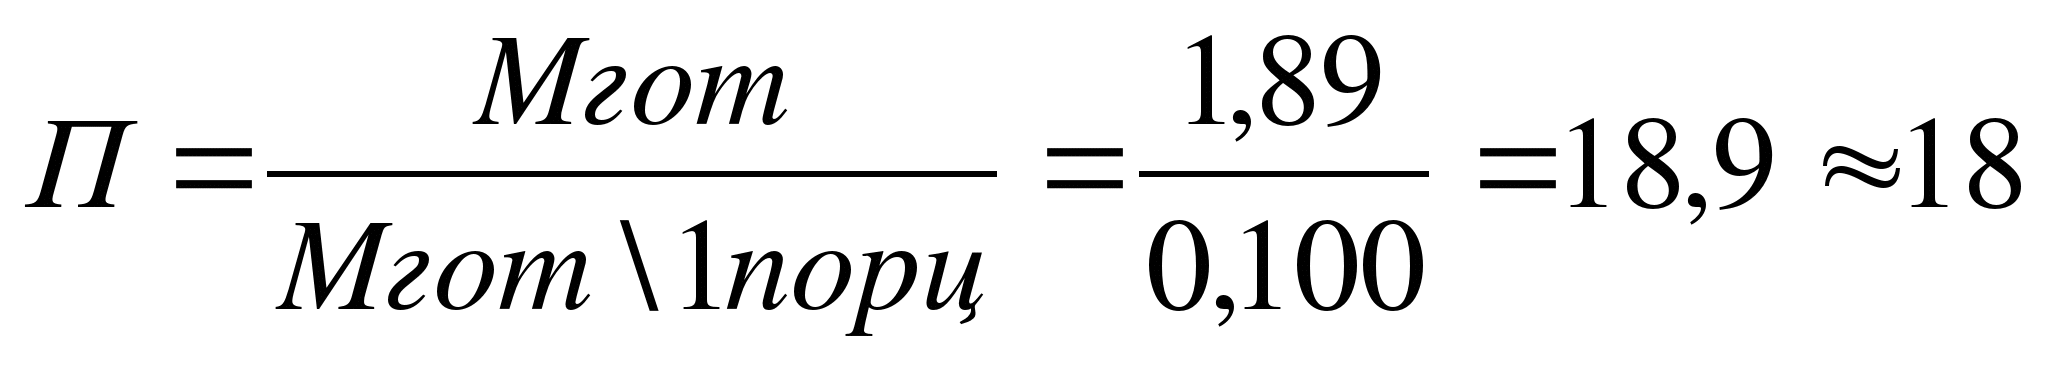 П = Мгот / Мгот \ 1порц = 1,89 / 0,100 = 18,9 ≈ 18